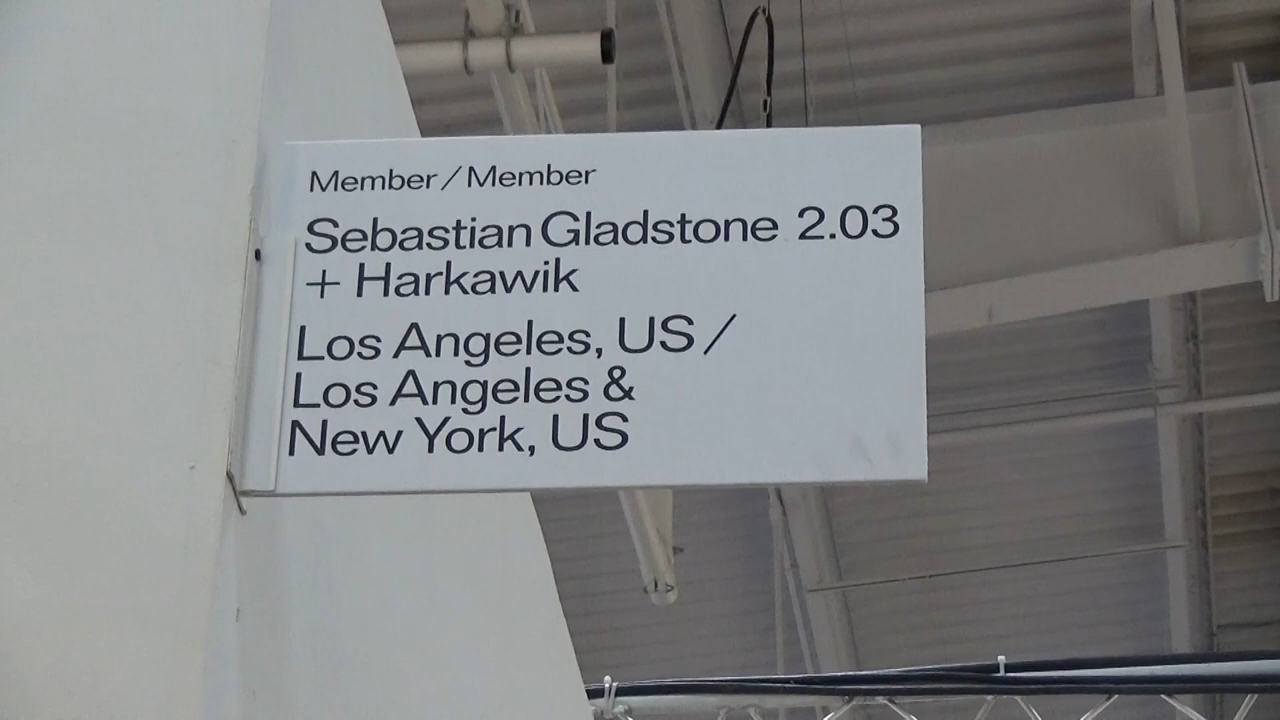 Member / Member
Sebastian Gladstone 2.03
+ Harkawik
Los Angeles, US /
Los Angeles &
New York, US